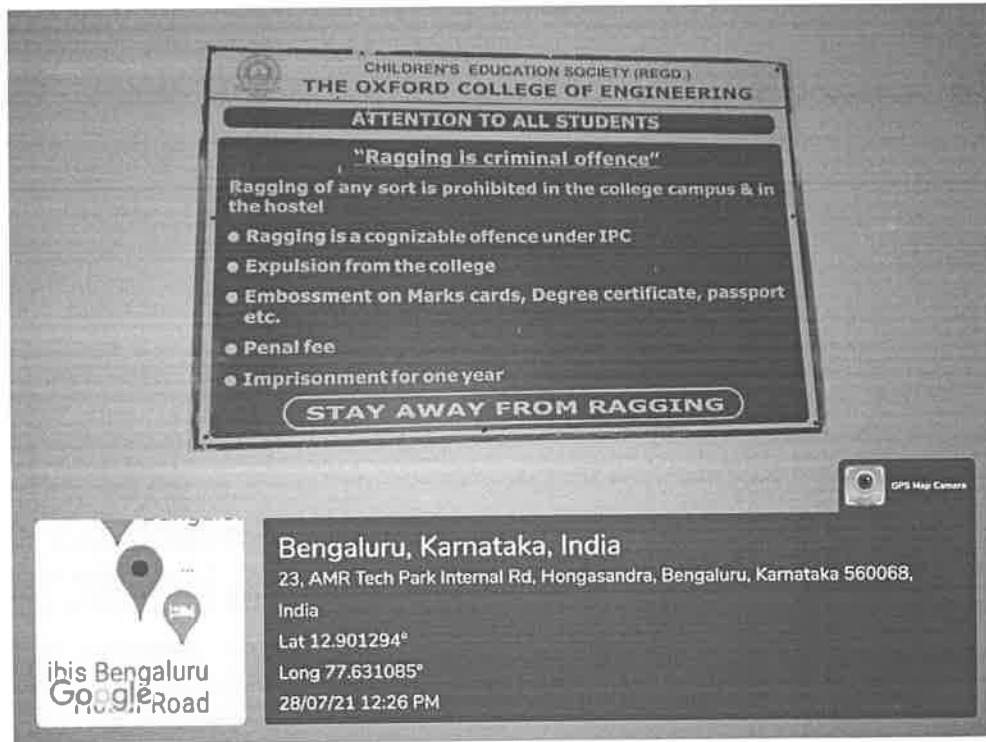 CHILDREN'S EDUCATION SOCIETY (REGD.)
THE OXFORD COLLEGE OF ENGINEERING
ATTENTION TO ALL STUDENTS
"Ragging is criminal offence"
Ragging of any sort is prohibited in the college campus & in
the hostel
● Ragging is a cognizable offence under IPC
● Expulsion from the college
● Embossment on Marks cards, Degree certificate, passport
etc.
● Penal fee
● Imprisonment for one year
STAY AWAY FROM RAGGING
GPS Map Camera
Bengaluru, Karnataka, India
23, AMR Tech Park Internal Rd, Hongasandra, Bengaluru, Karnataka 560068,
India
Lat 12.901294°
Long 77.631085°
28/07/21 12:26 PM
ibis Bengaluru
Google
Road